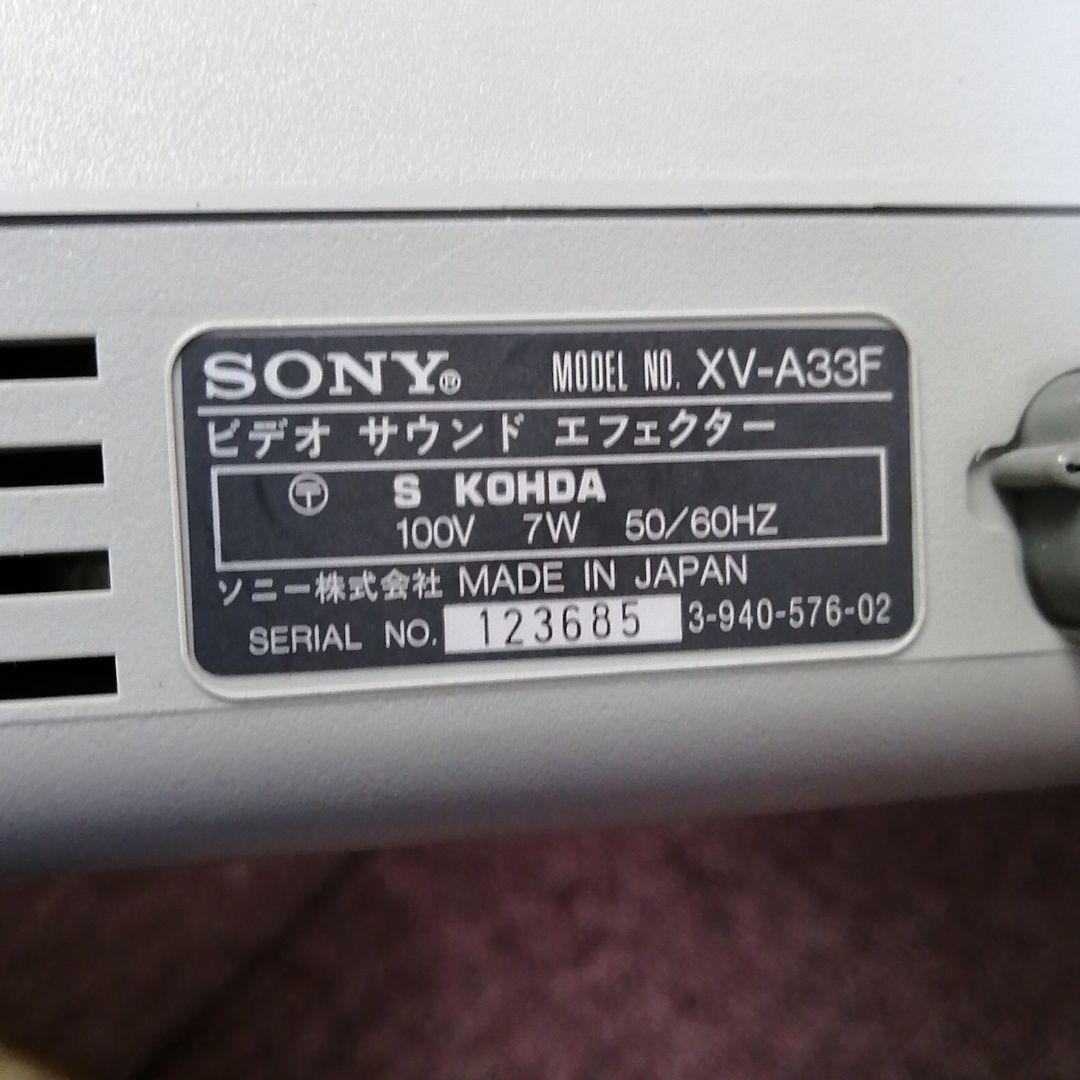 SONY® MODEL NO. XV-A33F
ビデオ サウンド エフェクター
〒 S KOHDA
100V 7W 50/60HZ
ソニー株式会社 MADE IN JAPAN
SERIAL NO. 123685 3-940-576-02